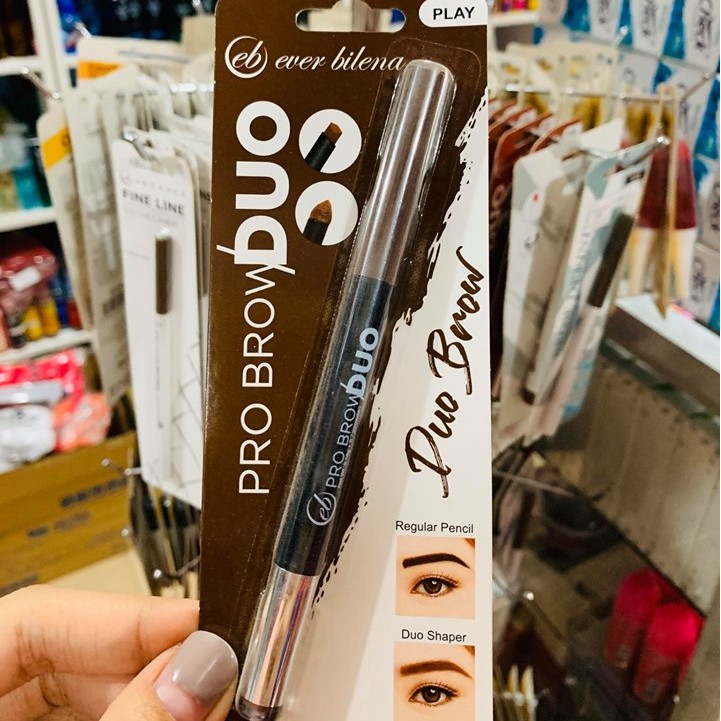 PLAY
eb ever bilena
PRO BROW DUO
eb PRO BROW DUO
Duo Brow
Regular Pencil
Duo Shaper
FINE LINE